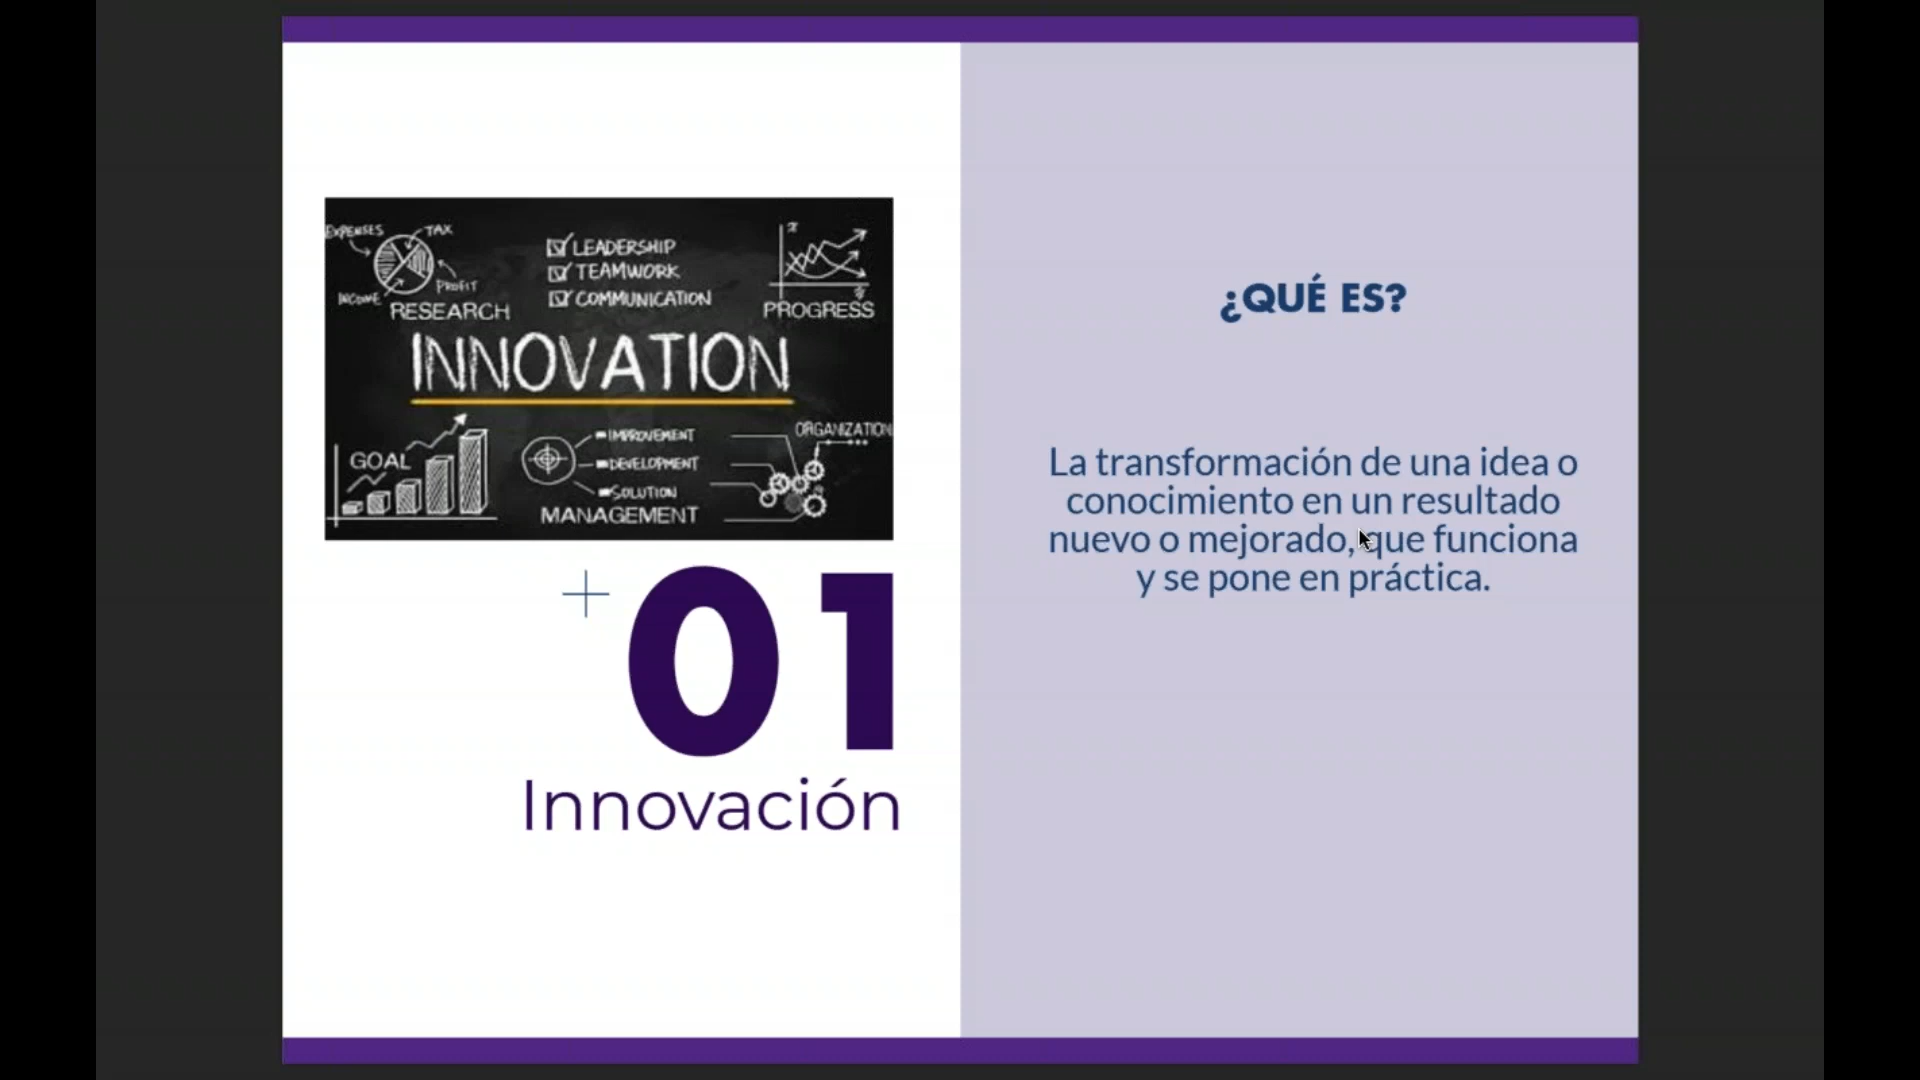 EXPENSES
TAX
INCOME
PROFIT
RESEARCH
LEADERSHIP
TEAMWORK
COMMUNICATION
PROGRESS
INNOVATION
GOAL
IMPROVEMENT
DEVELOPMENT
SOLUTION
MANAGEMENT
ORGANIZATION
01
Innovación
¿QUÉ ES?
La transformación de una idea o
conocimiento en un resultado
nuevo o mejorado, que funciona
y se pone en práctica.